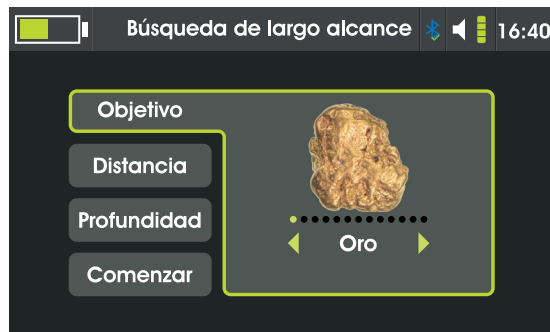 Búsqueda de largo alcance 16:40
Objetivo
Distancia
Profundidad
Comenzar
Oro